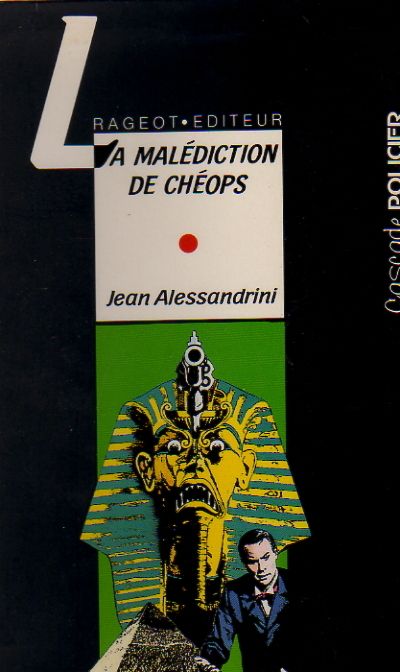 RAGEOT•EDITEUR
LA MALÉDICTION
DE CHÉOPS
Jean Alessandrini
Cascade POLICIER